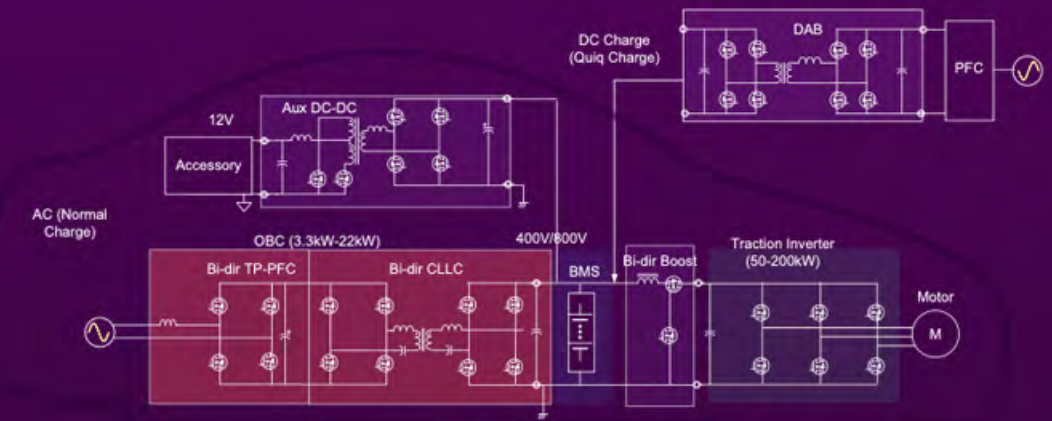 DAB
DC Charge
(Quiq Charge)
PFC
Aux DC-DC
12V
Accessory
AC (Normal
Charge)
OBC (3.3kW-22kW)
400V/800V
Traction Inverter
(50-200kW)
Bi-dir TP-PFC
Bi-dir CLLC
BMS
Bi-dir Boost
Motor
M